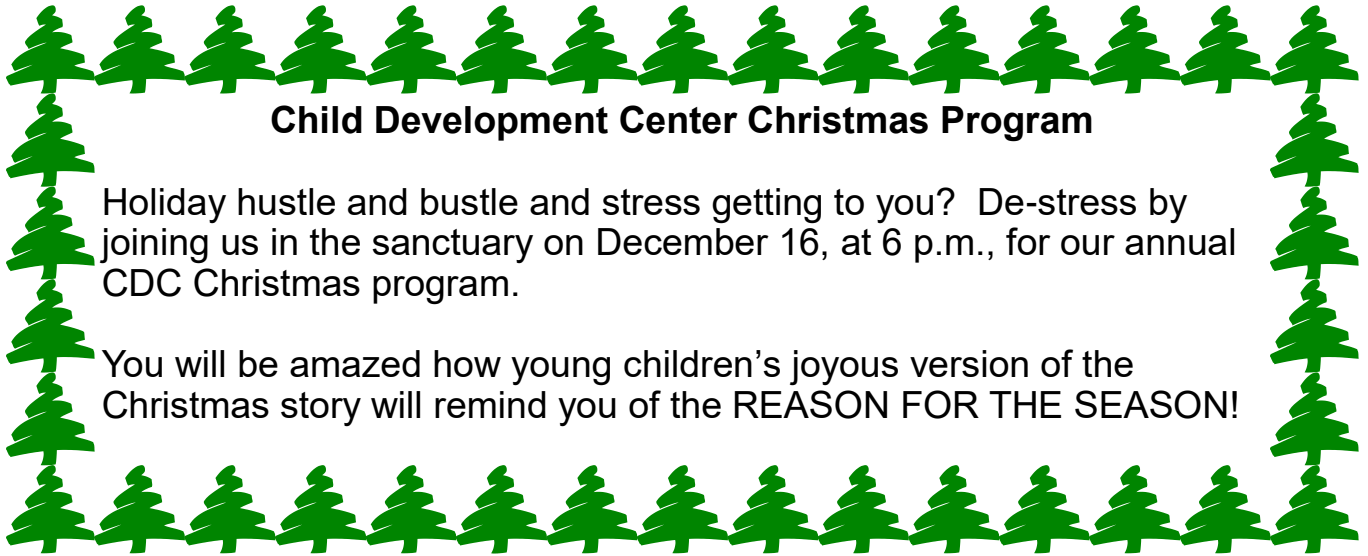 Child Development Center Christmas Program
Holiday hustle and bustle and stress getting to you?  De-stress by
joining us in the sanctuary on December 16, at 6 p.m., for our annual
CDC Christmas program.
You will be amazed how young children’s joyous version of the
Christmas story will remind you of the REASON FOR THE SEASON!